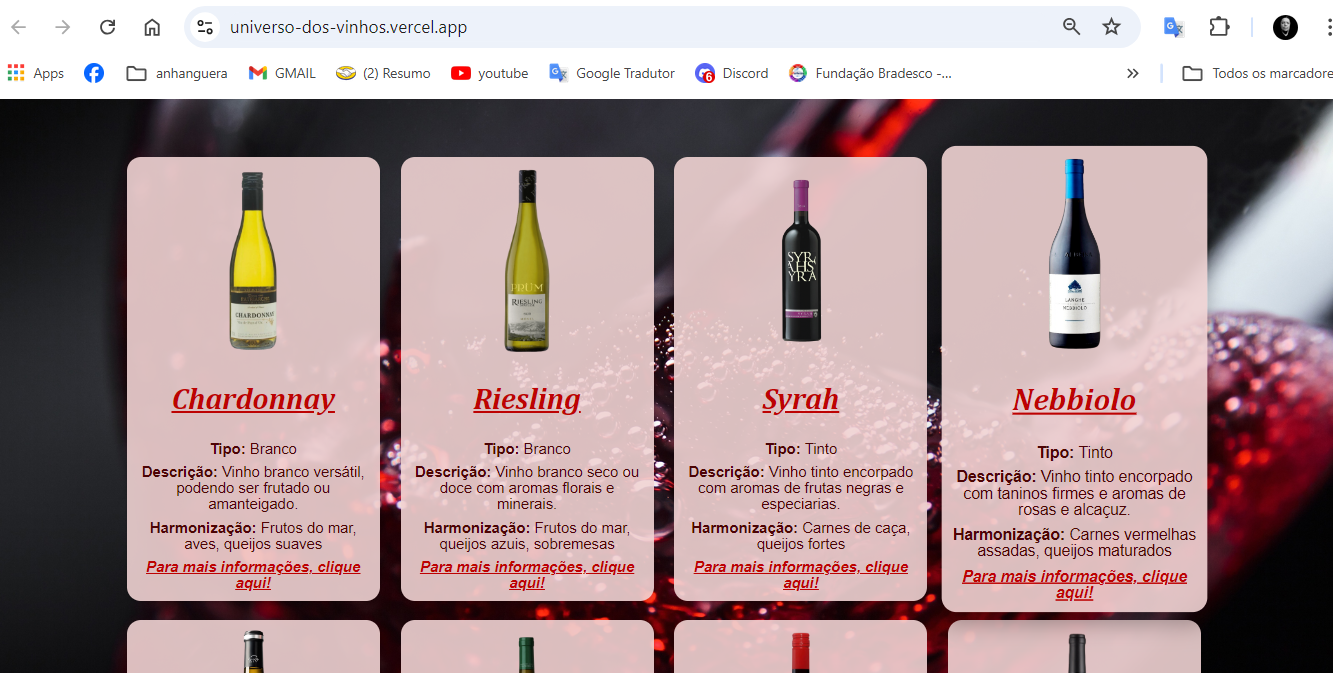 universo-dos-vinhos.vercel.app
Apps
anhanguera
GMAIL
(2) Resumo
youtube
Google Tradutor
6
Discord
Fundação Bradesco -...
Todos os marcadore
CHARDONNAY
PRÜM
RIESLING
SYR
AHS
YRA
LANGHE
NEBBIOLO
Chardonnay
Tipo: Branco
Descrição: Vinho branco versátil,
podendo ser frutado ou
amanteigado.
Harmonização: Frutos do mar,
aves, queijos suaves
Para mais informações, clique
aqui!
Riesling
Tipo: Branco
Descrição: Vinho branco seco ou
doce com aromas florais e
minerais.
Harmonização: Frutos do mar,
queijos azuis, sobremesas
Para mais informações, clique
aqui!
Syrah
Tipo: Tinto
Descrição: Vinho tinto encorpado
com aromas de frutas negras e
especiarias.
Harmonização: Carnes de caça,
queijos fortes
Para mais informações, clique
aqui!
Nebbiolo
Tipo: Tinto
Descrição: Vinho tinto encorpado
com taninos firmes e aromas de
rosas e alcaçuz.
Harmonização: Carnes vermelhas
assadas, queijos maturados
Para mais informações, clique
aqui!